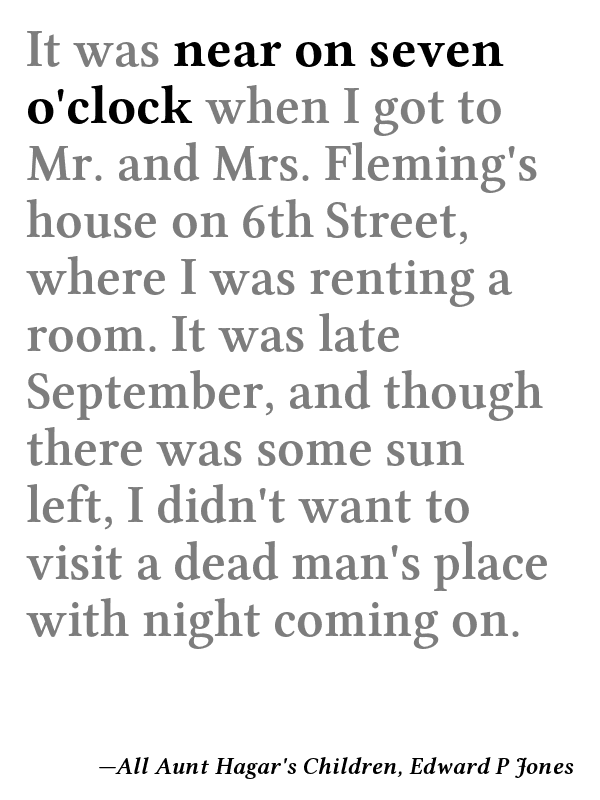 It was near on seven
o'clock when I got to
Mr. and Mrs. Fleming's
house on 6th Street,
where I was renting a
room. It was late
September, and though
there was some sun
left, I didn't want to
visit a dead man's place
with night coming on.
—All Aunt Hagar's Children, Edward P Jones